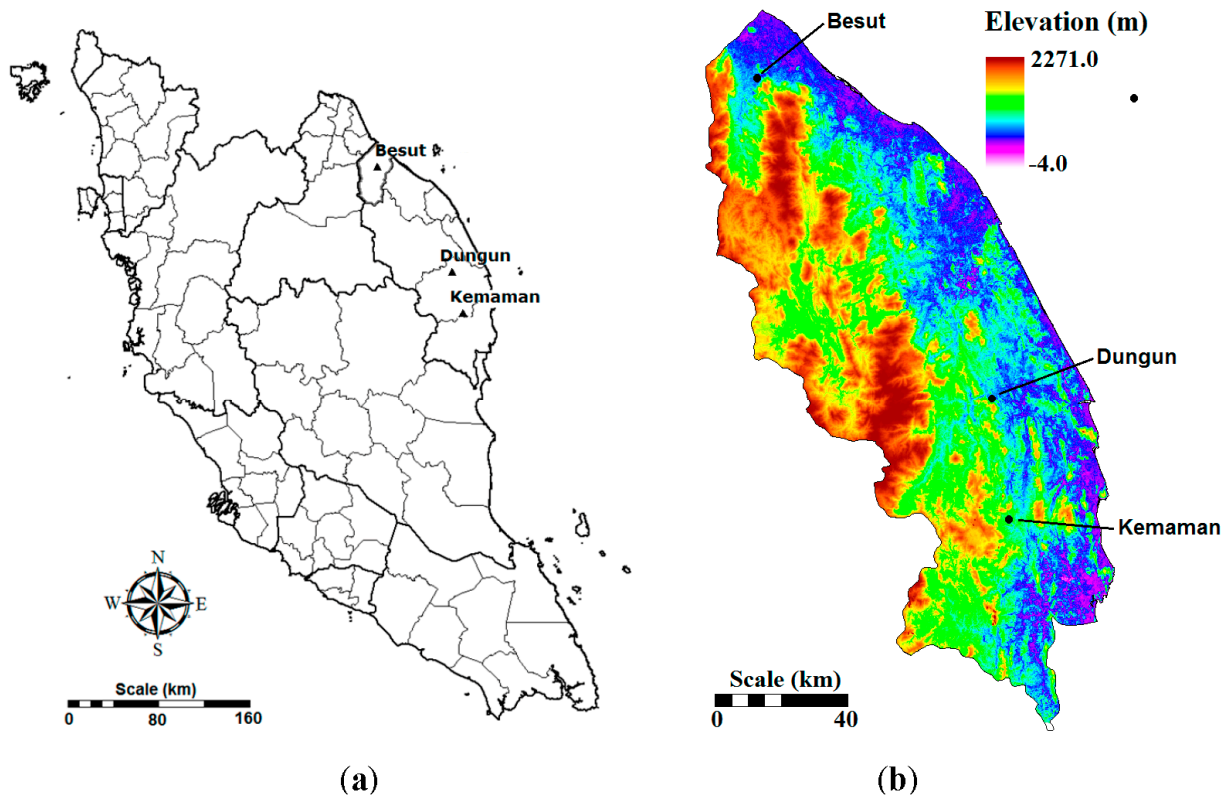 Besut
Dungun
Kemaman
N
W
E
S
Scale (km)
0 80 160
(a)
Besut
Elevation (m)
2271.0
-4.0
Dungun
Kemaman
Scale (km)
0 40
(b)